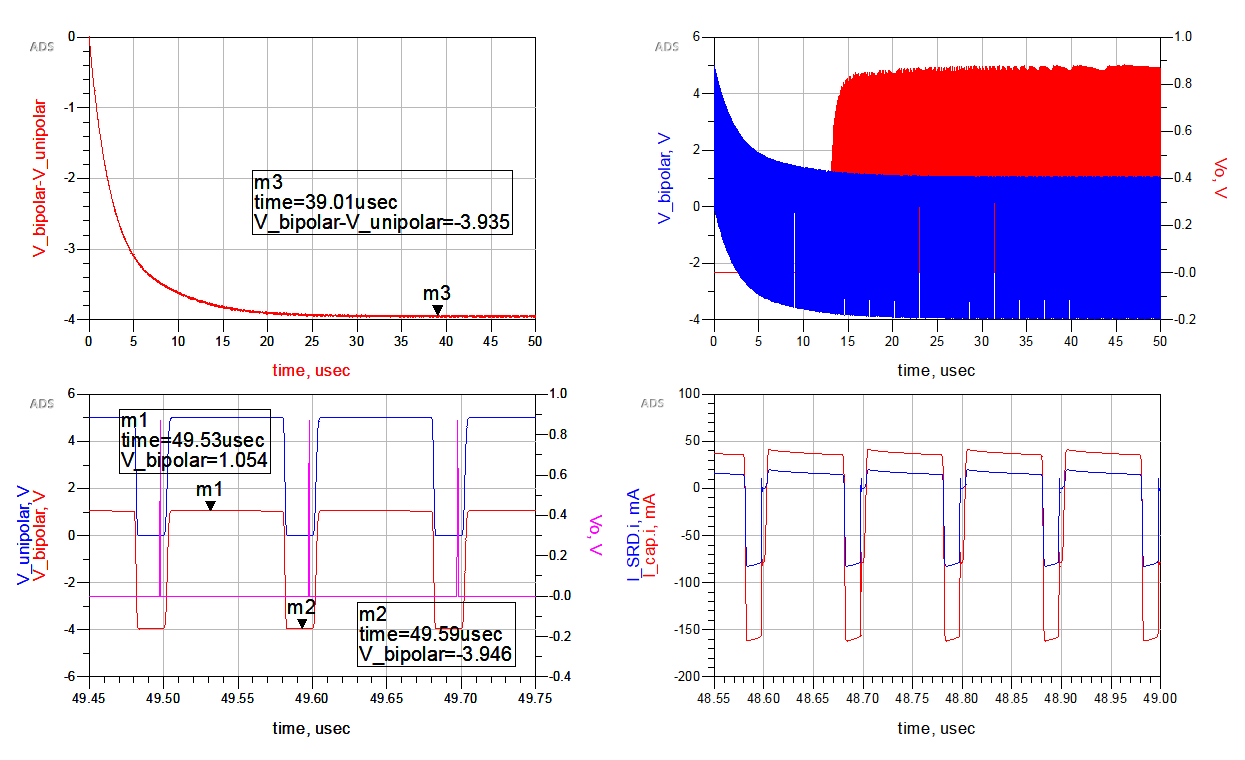 ADS
0
-1
-2
-3
-4
V_bipolar-V_unipolar
m3
time=39.01usec
V_bipolar-V_unipolar=-3.935
m3
0 5 10 15 20 25 30 35 40 45 50
time, usec
ADS
6
4
2
0
-2
-4
V_bipolar, V
1.0
0.8
0.6
0.4
0.2
-0.0
-0.2
Vo, V
0 5 10 15 20 25 30 35 40 45 50
time, usec
ADS
6
4
2
0
-2
-4
-6
V_unipolar, V
V_bipolar, V
m1
time=49.53usec
V_bipolar=1.054
m1
m2
m2
time=49.59usec
V_bipolar=-3.946
1.0
0.8
0.6
0.4
0.2
-0.0
-0.2
-0.4
Vo, V
49.45 49.50 49.55 49.60 49.65 49.70 49.75
time, usec
ADS
100
50
0
-50
-100
-150
-200
I_SRD.i, mA
I_cap.i, mA
48.55 48.60 48.65 48.70 48.75 48.80 48.85 48.90 48.95 49.00
time, usec